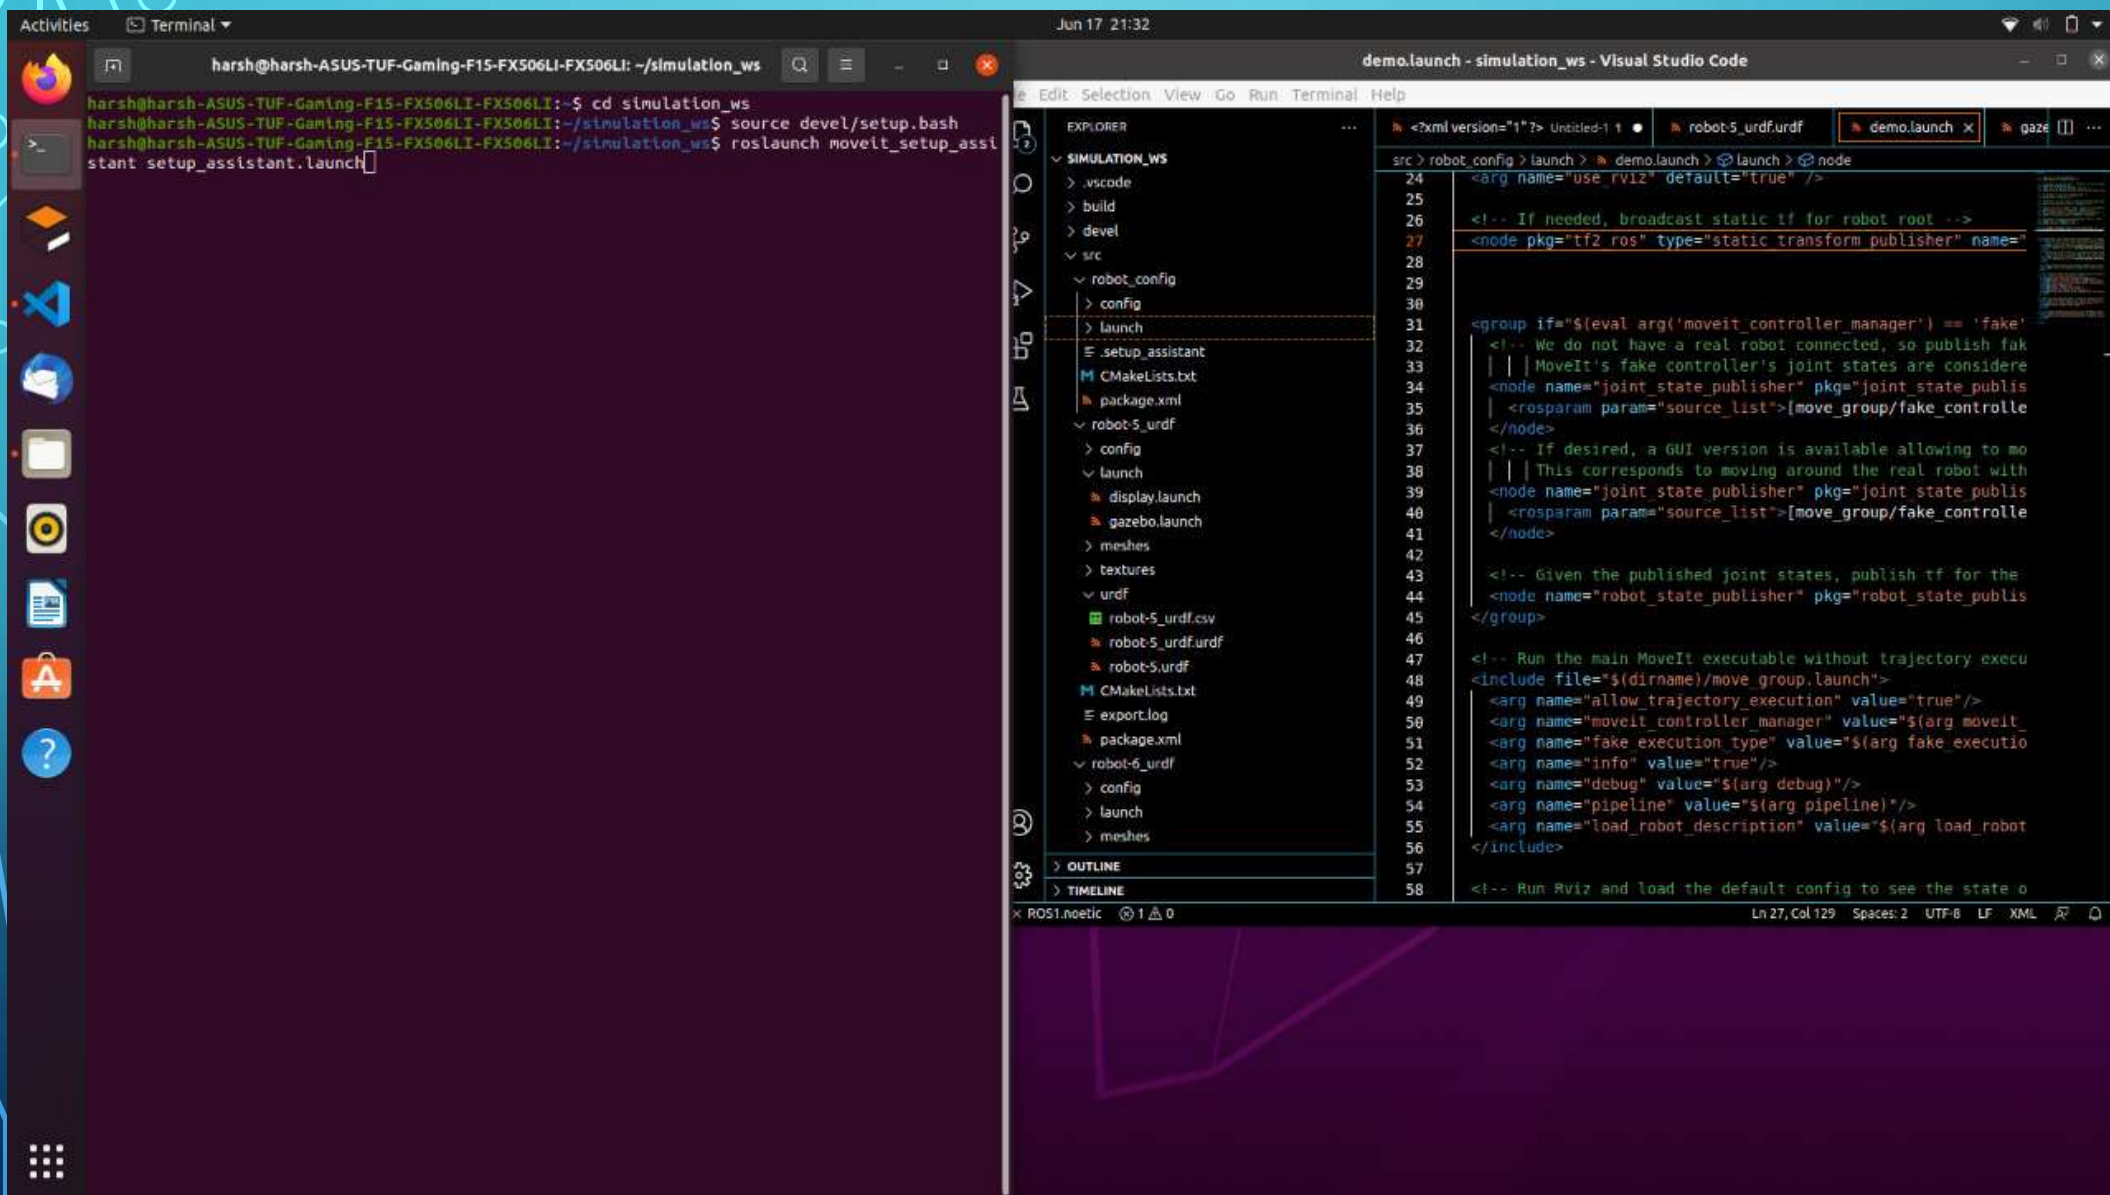 Activities
Terminal
Jun 17 21:32
harsh@harsh-ASUS-TUF-Gaming-F15-FX506LI-FX506LI: ~/simulation_ws
harsh@harsh-ASUS-TUF-Gaming-F15-FX506LI-FX506LI:~$ cd simulation_ws
harsh@harsh-ASUS-TUF-Gaming-F15-FX506LI-FX506LI:~/simulation_ws$ source devel/setup.bash
harsh@harsh-ASUS-TUF-Gaming-F15-FX506LI-FX506LI:~/simulation_ws$ roslaunch moveit_setup_assi
stant setup_assistant.launch
demo.launch - simulation_ws - Visual Studio Code
e Edit Selection View Go Run Terminal Help
EXPLORER
SIMULATION_WS
> .vscode
> build
> devel
src
robot_config
> config
> launch
.setup_assistant
CMakeLists.txt
package.xml
robot-5_urdf
> config
launch
display.launch
gazebo.launch
> meshes
> textures
urdf
robot-5_urdf.csv
robot-5_urdf.urdf
robot-5.urdf
CMakeLists.txt
export.log
package.xml
robot-6_urdf
> config
> launch
> meshes
> OUTLINE
> TIMELINE
<?xml version="1"?> Untitled-1 1
robot-5_urdf.urdf
demo.launch
gaze
src > robot_config > launch > demo.launch > launch > node
24 <arg name="use_rviz" default="true" />
25
26 <!-- If needed, broadcast static tf for robot root -->
27 <node pkg="tf2_ros" type="static_transform_publisher" name="
28
29
30
31 <group if="$(eval arg('moveit_controller_manager') == 'fake'
32 <!-- We do not have a real robot connected, so publish fak
33 MoveIt's fake controller's joint states are considere
34 <node name="joint_state_publisher" pkg="joint_state_publis
35 <rosparam param="source_list">[move_group/fake_controlle
36 </node>
37 <!-- If desired, a GUI version is available allowing to mo
38 This corresponds to moving around the real robot with
39 <node name="joint_state_publisher" pkg="joint_state_publis
40 <rosparam param="source_list">[move_group/fake_controlle
41 </node>
42
43 <!-- Given the published joint states, publish tf for the
44 <node name="robot_state_publisher" pkg="robot_state_publis
45 </group>
46
47 <!-- Run the main MoveIt executable without trajectory execu
48 <include file="$(dirname)/move_group.launch">
49 <arg name="allow_trajectory_execution" value="true"/>
50 <arg name="moveit_controller_manager" value="$(arg moveit_
51 <arg name="fake_execution_type" value="$(arg fake_executio
52 <arg name="info" value="true"/>
53 <arg name="debug" value="$(arg debug)"/>
54 <arg name="pipeline" value="$(arg pipeline)"/>
55 <arg name="load_robot_description" value="$(arg load_robot
56 </include>
57
58 <!-- Run Rviz and load the default config to see the state o
ROS1.noetic 1 0
Ln 27, Col 129 Spaces: 2 UTF-8 LF XML